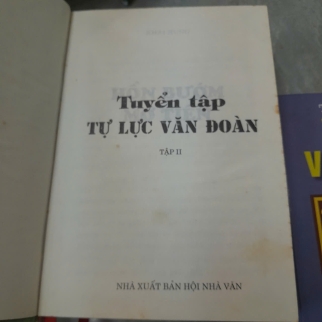 Tuyển tập
TỰ LỰC VĂN ĐOÀN
TẬP II
NHÀ XUẤT BẢN HỘI NHÀ VĂN
V